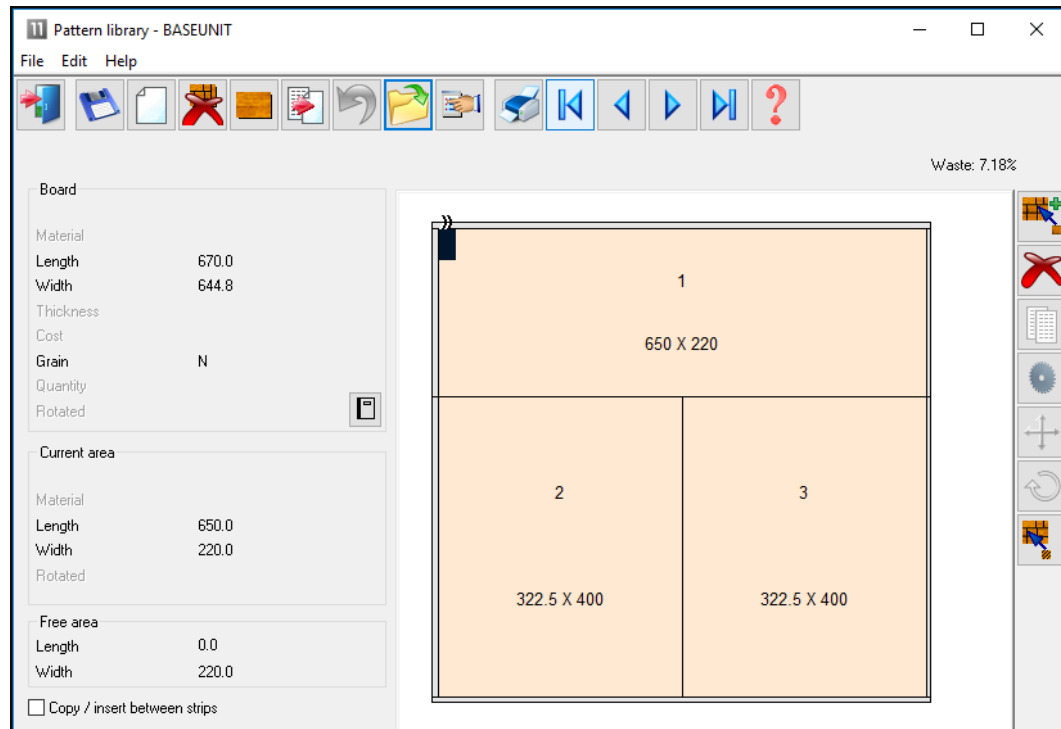 11 Pattern library - BASEUNIT
File Edit Help
Waste: 7.18%
Board
Material
Length 670.0
Width 644.8
Thickness
Cost
Grain N
Quantity
Rotated
Current area
Material
Length 650.0
Width 220.0
Rotated
Free area
Length 0.0
Width 220.0
Copy / insert between strips
1
650 X 220
2 3
322.5 X 400 322.5 X 400